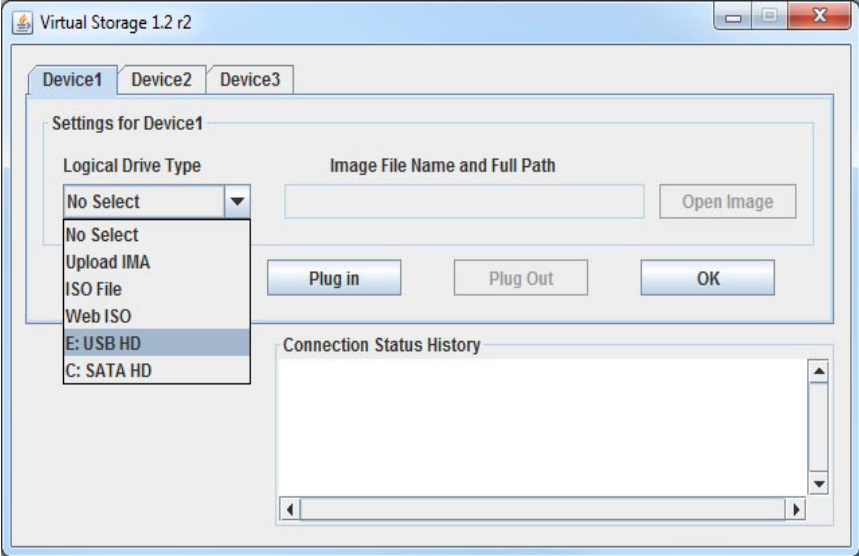 Virtual Storage 1.2 r2
Device1 Device2 Device3
Settings for Device1
Logical Drive Type Image File Name and Full Path
No Select Open Image
No Select
Upload IMA
ISO File
Web ISO
E: USB HD
C: SATA HD
Plug in Plug Out OK
Connection Status History